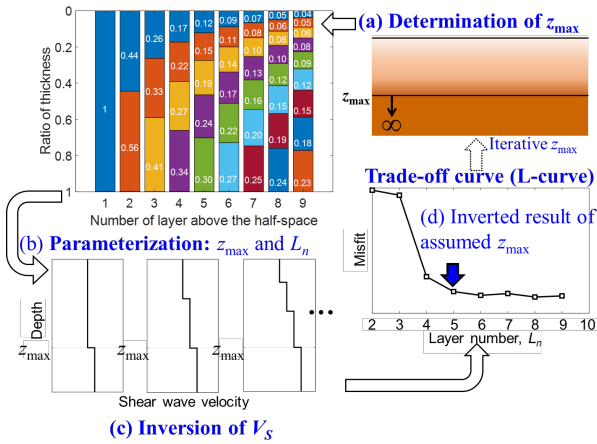 (a) Determination of zmax
Ratio of thickness
0
0.2
0.4
0.6
0.8
1
1
0.44
0.56
0.26
0.33
0.41
0.17
0.22
0.27
0.34
0.12
0.15
0.19
0.24
0.30
0.09
0.11
0.14
0.17
0.22
0.27
0.07
0.08
0.10
0.13
0.16
0.20
0.25
0.05
0.06
0.08
0.09
0.12
0.15
0.19
0.24
0.04
0.05
0.06
0.08
0.09
0.12
0.15
0.18
0.23
1 2 3 4 5 6 7 8 9
Number of layer above the half-space
zmax
∞
Iterative zmax
Trade-off curve (L-curve)
(d) Inverted result of
assumed zmax
Misfit
2 3 4 5 6 7 8 9 10
Layer number, Ln
(b) Parameterization: zmax and Ln
Depth
zmax
zmax
zmax
•••
Shear wave velocity
(c) Inversion of VS